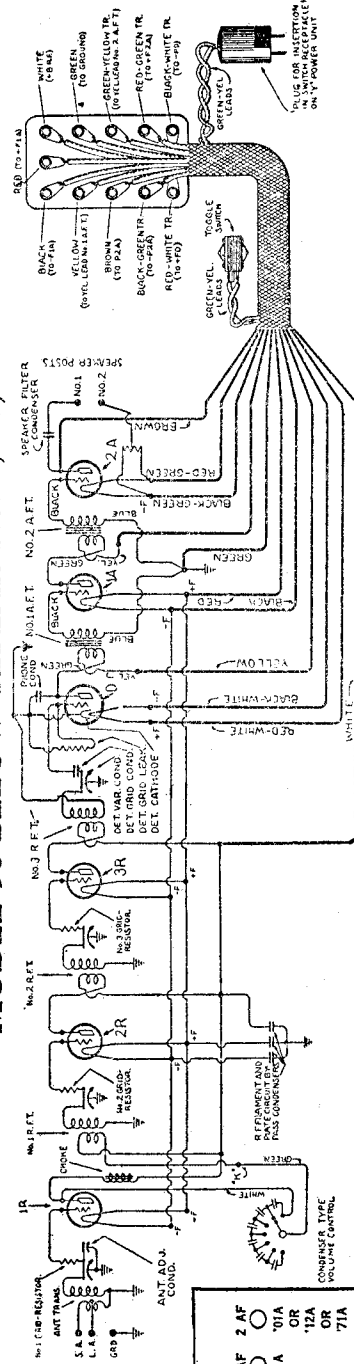 No.1 GRID-RESISTOR
ANT. TRANS.
S.A.
L.A.
GRD
ANT. ADJ.
COND.
1R
CHOKE
No.1 R.F.T.
No.2 GRID-
RESISTOR
2R
No.2 R.F.T.
No.3 GRID-
RESISTOR
3R
No.3 R.F.T.
DET. VAR. COND.
DET. GRID COND.
DET. GRID LEAK
DET. CATHODE
PHONE
COND
D
GREEN
YEL
NO.1 A.F.T.
BLACK
BLUE
1A
GREEN
YEL
NO.2 A.F.T.
BLACK
BLUE
2A
SPEAKER FILTER
CONDENSER
SPEAKER POSTS
NO.1
NO.2
-F
+F
-F
+F
-F
+F
-F
+F
-F
+F
-F
WHITE
GREEN
"K"
CONDENSER TYPE
VOLUME CONTROL
R F FILAMENT AND
PLATE CIRCUIT BY-
PASS CONDENSERS
BROWN
RED-GREEN
BLACK-GREEN
GREEN
RED
BLACK
YELLOW
BLACK-WHITE
RED-WHITE
WHITE
GREEN-YEL.
LEADS
TOGGLE
SWITCH
GREEN-YEL
LEADS
PLUG FOR INSERTION
IN SWITCH RECEPTACLE
ON "Y" POWER UNIT
RED (TO +F1A)
BLACK
(TO-F1A)
YELLOW
(TO YEL. LEAD No.1 A.F.T.)
BROWN
(TO P2A)
BLACK-GREEN TR.
(TO-F2A)
RED-WHITE TR.
(TO+FD)
WHITE
(+B R.F.)
GREEN
(TO GROUND)
GREEN-YELLOW TR.
(TO YEL LEAD NO. 2 A.F.T)
RED-GREEN TR.
(TO+F2A)
BLACK-WHITE TR.
(TO-FD)
2 AF
'01A
OR
'12A
OR
'71A